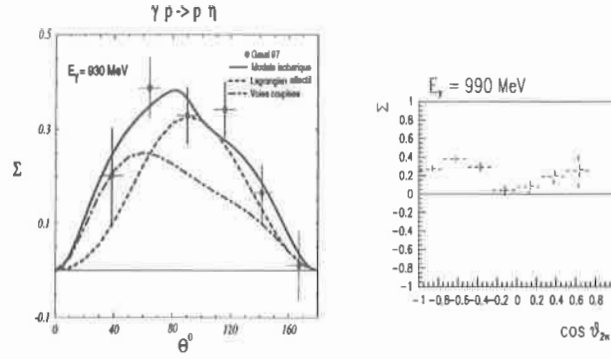 γ p -> p η
0.5
E_γ = 930 MeV
Graal 97
Modele isobarique
Lagrangien effectif
Voies couplées
0.3
Σ
0.1
-0.1
0 40 80 120 160
θ⁰
E_γ = 990 MeV
Σ
1
0.8
0.6
0.4
0.2
0
-0.2
-0.4
-0.6
-0.8
-1
-1 -0.8 -0.6 -0.4 -0.2 0 0.2 0.4 0.6 0.8
cos ϑ